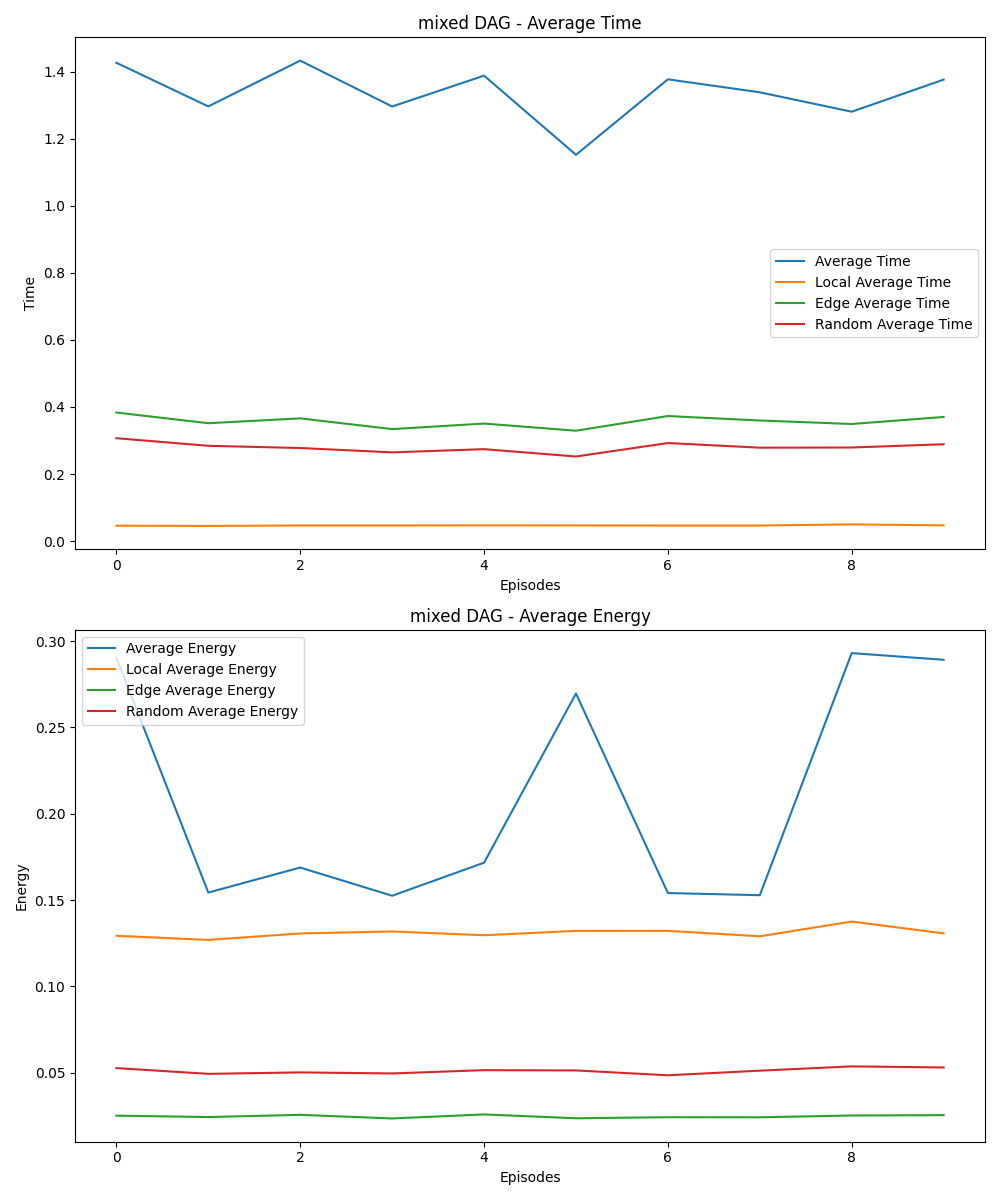 mixed DAG - Average Time
1.4
1.2
1.0
0.8
0.6
0.4
0.2
0.0
Time
Average Time
Local Average Time
Edge Average Time
Random Average Time
0 2 4 6 8
Episodes
mixed DAG - Average Energy
0.30
0.25
0.20
0.15
0.10
0.05
Energy
Average Energy
Local Average Energy
Edge Average Energy
Random Average Energy
0 2 4 6 8
Episodes